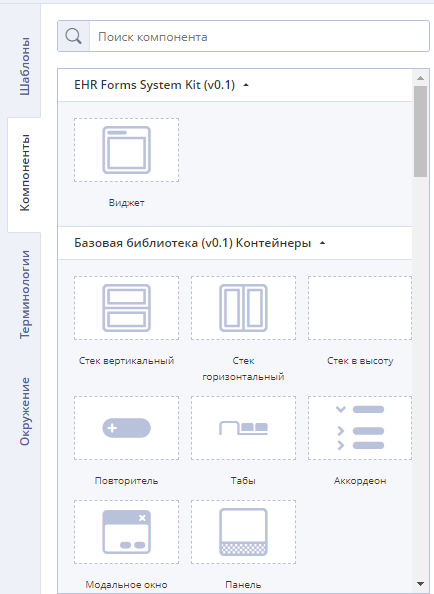 Шаблоны
Компоненты
Терминологии
Окружение
Поиск компонента
EHR Forms System Kit (v0.1)
Виджет
Базовая библиотека (v0.1) Контейнеры
Стек вертикальный
Стек
горизонтальный
Стек в высоту
Повторитель
Табы
Аккордеон
Модальное окно
Панель